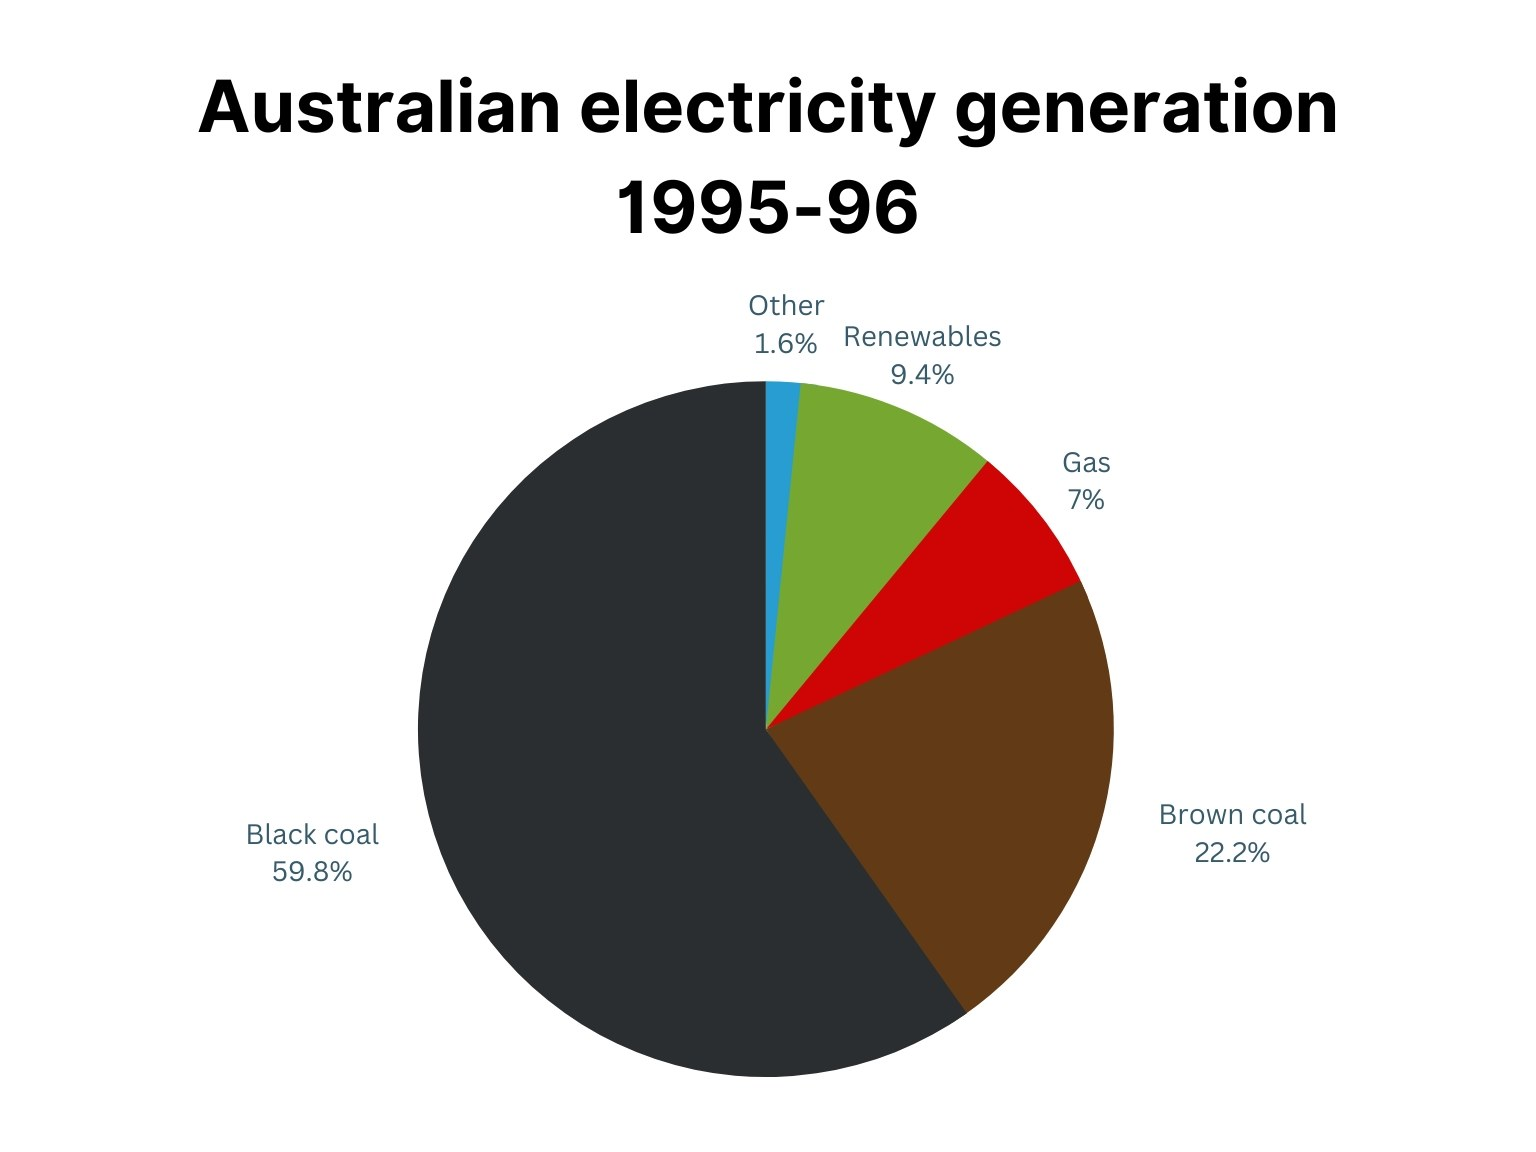 Australian electricity generation
1995-96
Other
1.6%
Renewables
9.4%
Gas
7%
Brown coal
22.2%
Black coal
59.8%